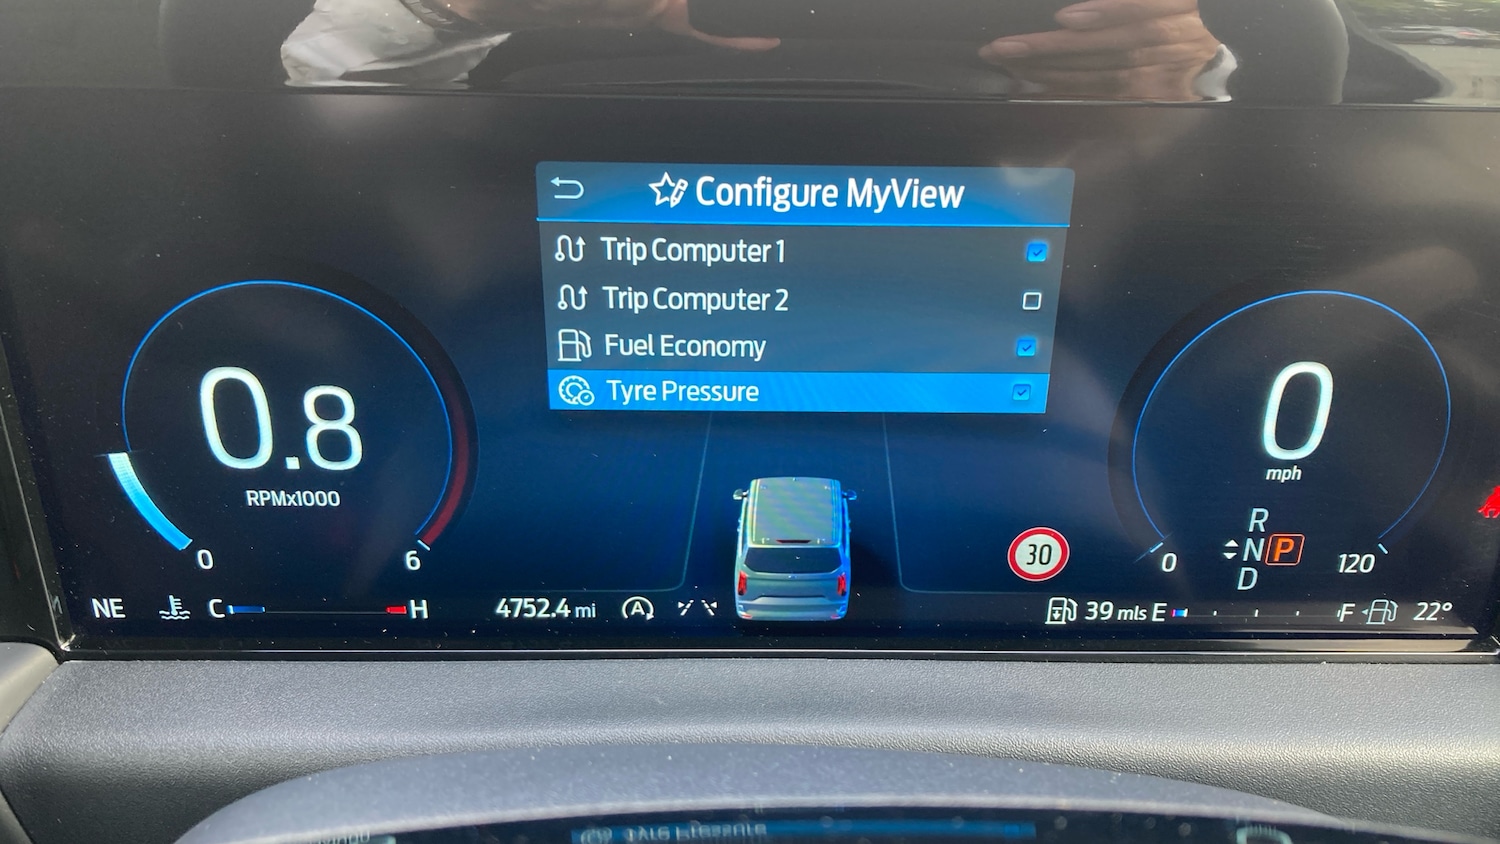 Configure MyView
Trip Computer 1
Trip Computer 2
Fuel Economy
Tyre Pressure
0.8
RPMx1000
0
6
0
mph
0
120
R
N P
D
30
NE
C H
4752.4 mi
A
39 mls E F
22°